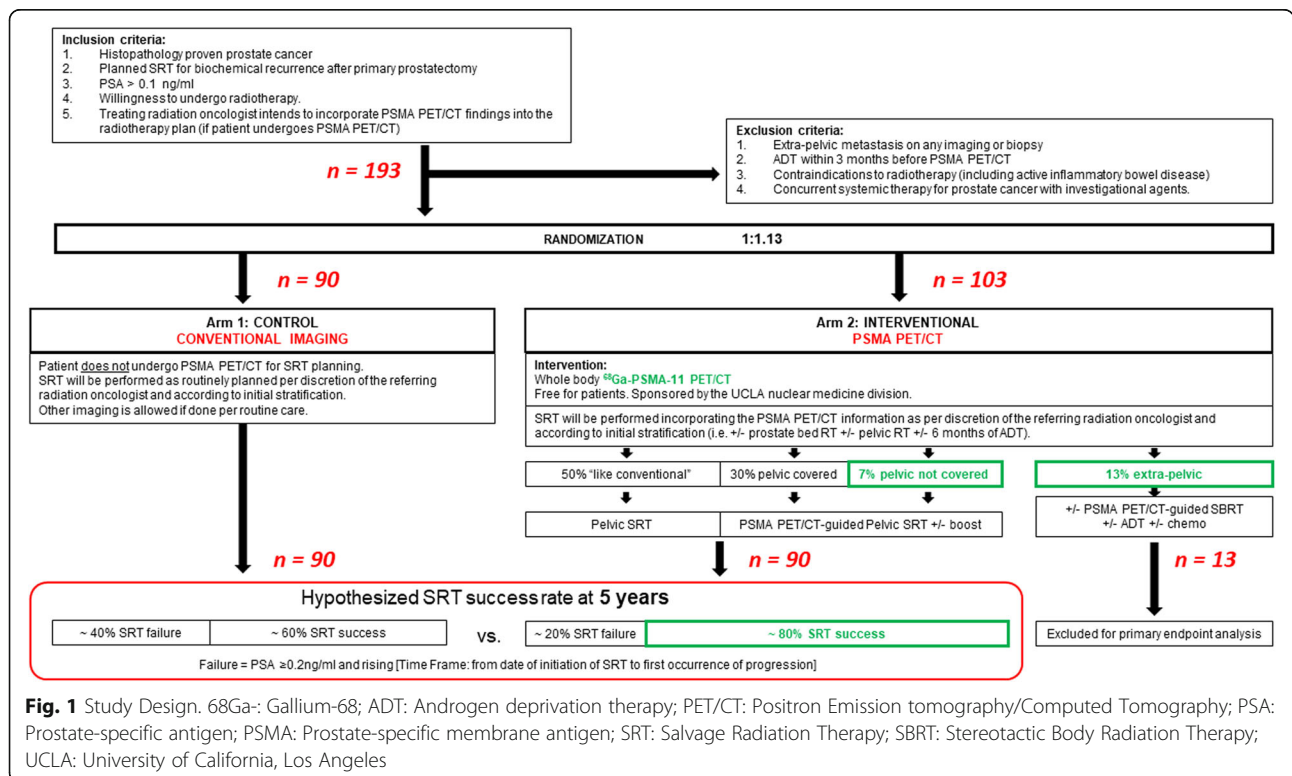 Inclusion criteria:
1. Histopathology proven prostate cancer
2. Planned SRT for biochemical recurrence after primary prostatectomy
3. PSA > 0.1 ng/ml
4. Willingness to undergo radiotherapy.
5. Treating radiation oncologist intends to incorporate PSMA PET/CT findings into the
radiotherapy plan (if patient undergoes PSMA PET/CT)
Exclusion criteria:
1. Extra-pelvic metastasis on any imaging or biopsy
2. ADT within 3 months before PSMA PET/CT
3. Contraindications to radiotherapy (including active inflammatory bowel disease)
4. Concurrent systemic therapy for prostate cancer with investigational agents.
n = 193
RANDOMIZATION 1:1.13
n = 90
n = 103
Arm 1: CONTROL
CONVENTIONAL IMAGING
Patient does not undergo PSMA PET/CT for SRT planning.
SRT will be performed as routinely planned per discretion of the referring
radiation oncologist and according to initial stratification.
Other imaging is allowed if done per routine care.
Arm 2: INTERVENTIONAL
PSMA PET/CT
Intervention:
Whole body ⁶⁸Ga-PSMA-11 PET/CT
Free for patients. Sponsored by the UCLA nuclear medicine division.
SRT will be performed incorporating the PSMA PET/CT information as per discretion of the referring radiation oncologist and
according to initial stratification (i.e. +/- prostate bed RT +/- pelvic RT +/- 6 months of ADT).
50% "like conventional" 30% pelvic covered 7% pelvic not covered 13% extra-pelvic
Pelvic SRT PSMA PET/CT-guided Pelvic SRT +/- boost
+/- PSMA PET/CT-guided SBRT
+/- ADT +/- chemo
n = 90
n = 90
n = 13
Hypothesized SRT success rate at 5 years
~ 40% SRT failure ~ 60% SRT success vs. ~ 20% SRT failure ~ 80% SRT success
Failure = PSA ≥0.2ng/ml and rising [Time Frame: from date of initiation of SRT to first occurrence of progression]
Excluded for primary endpoint analysis
Fig. 1 Study Design. 68Ga-: Gallium-68; ADT: Androgen deprivation therapy; PET/CT: Positron Emission tomography/Computed Tomography; PSA:
Prostate-specific antigen; PSMA: Prostate-specific membrane antigen; SRT: Salvage Radiation Therapy; SBRT: Stereotactic Body Radiation Therapy;
UCLA: University of California, Los Angeles